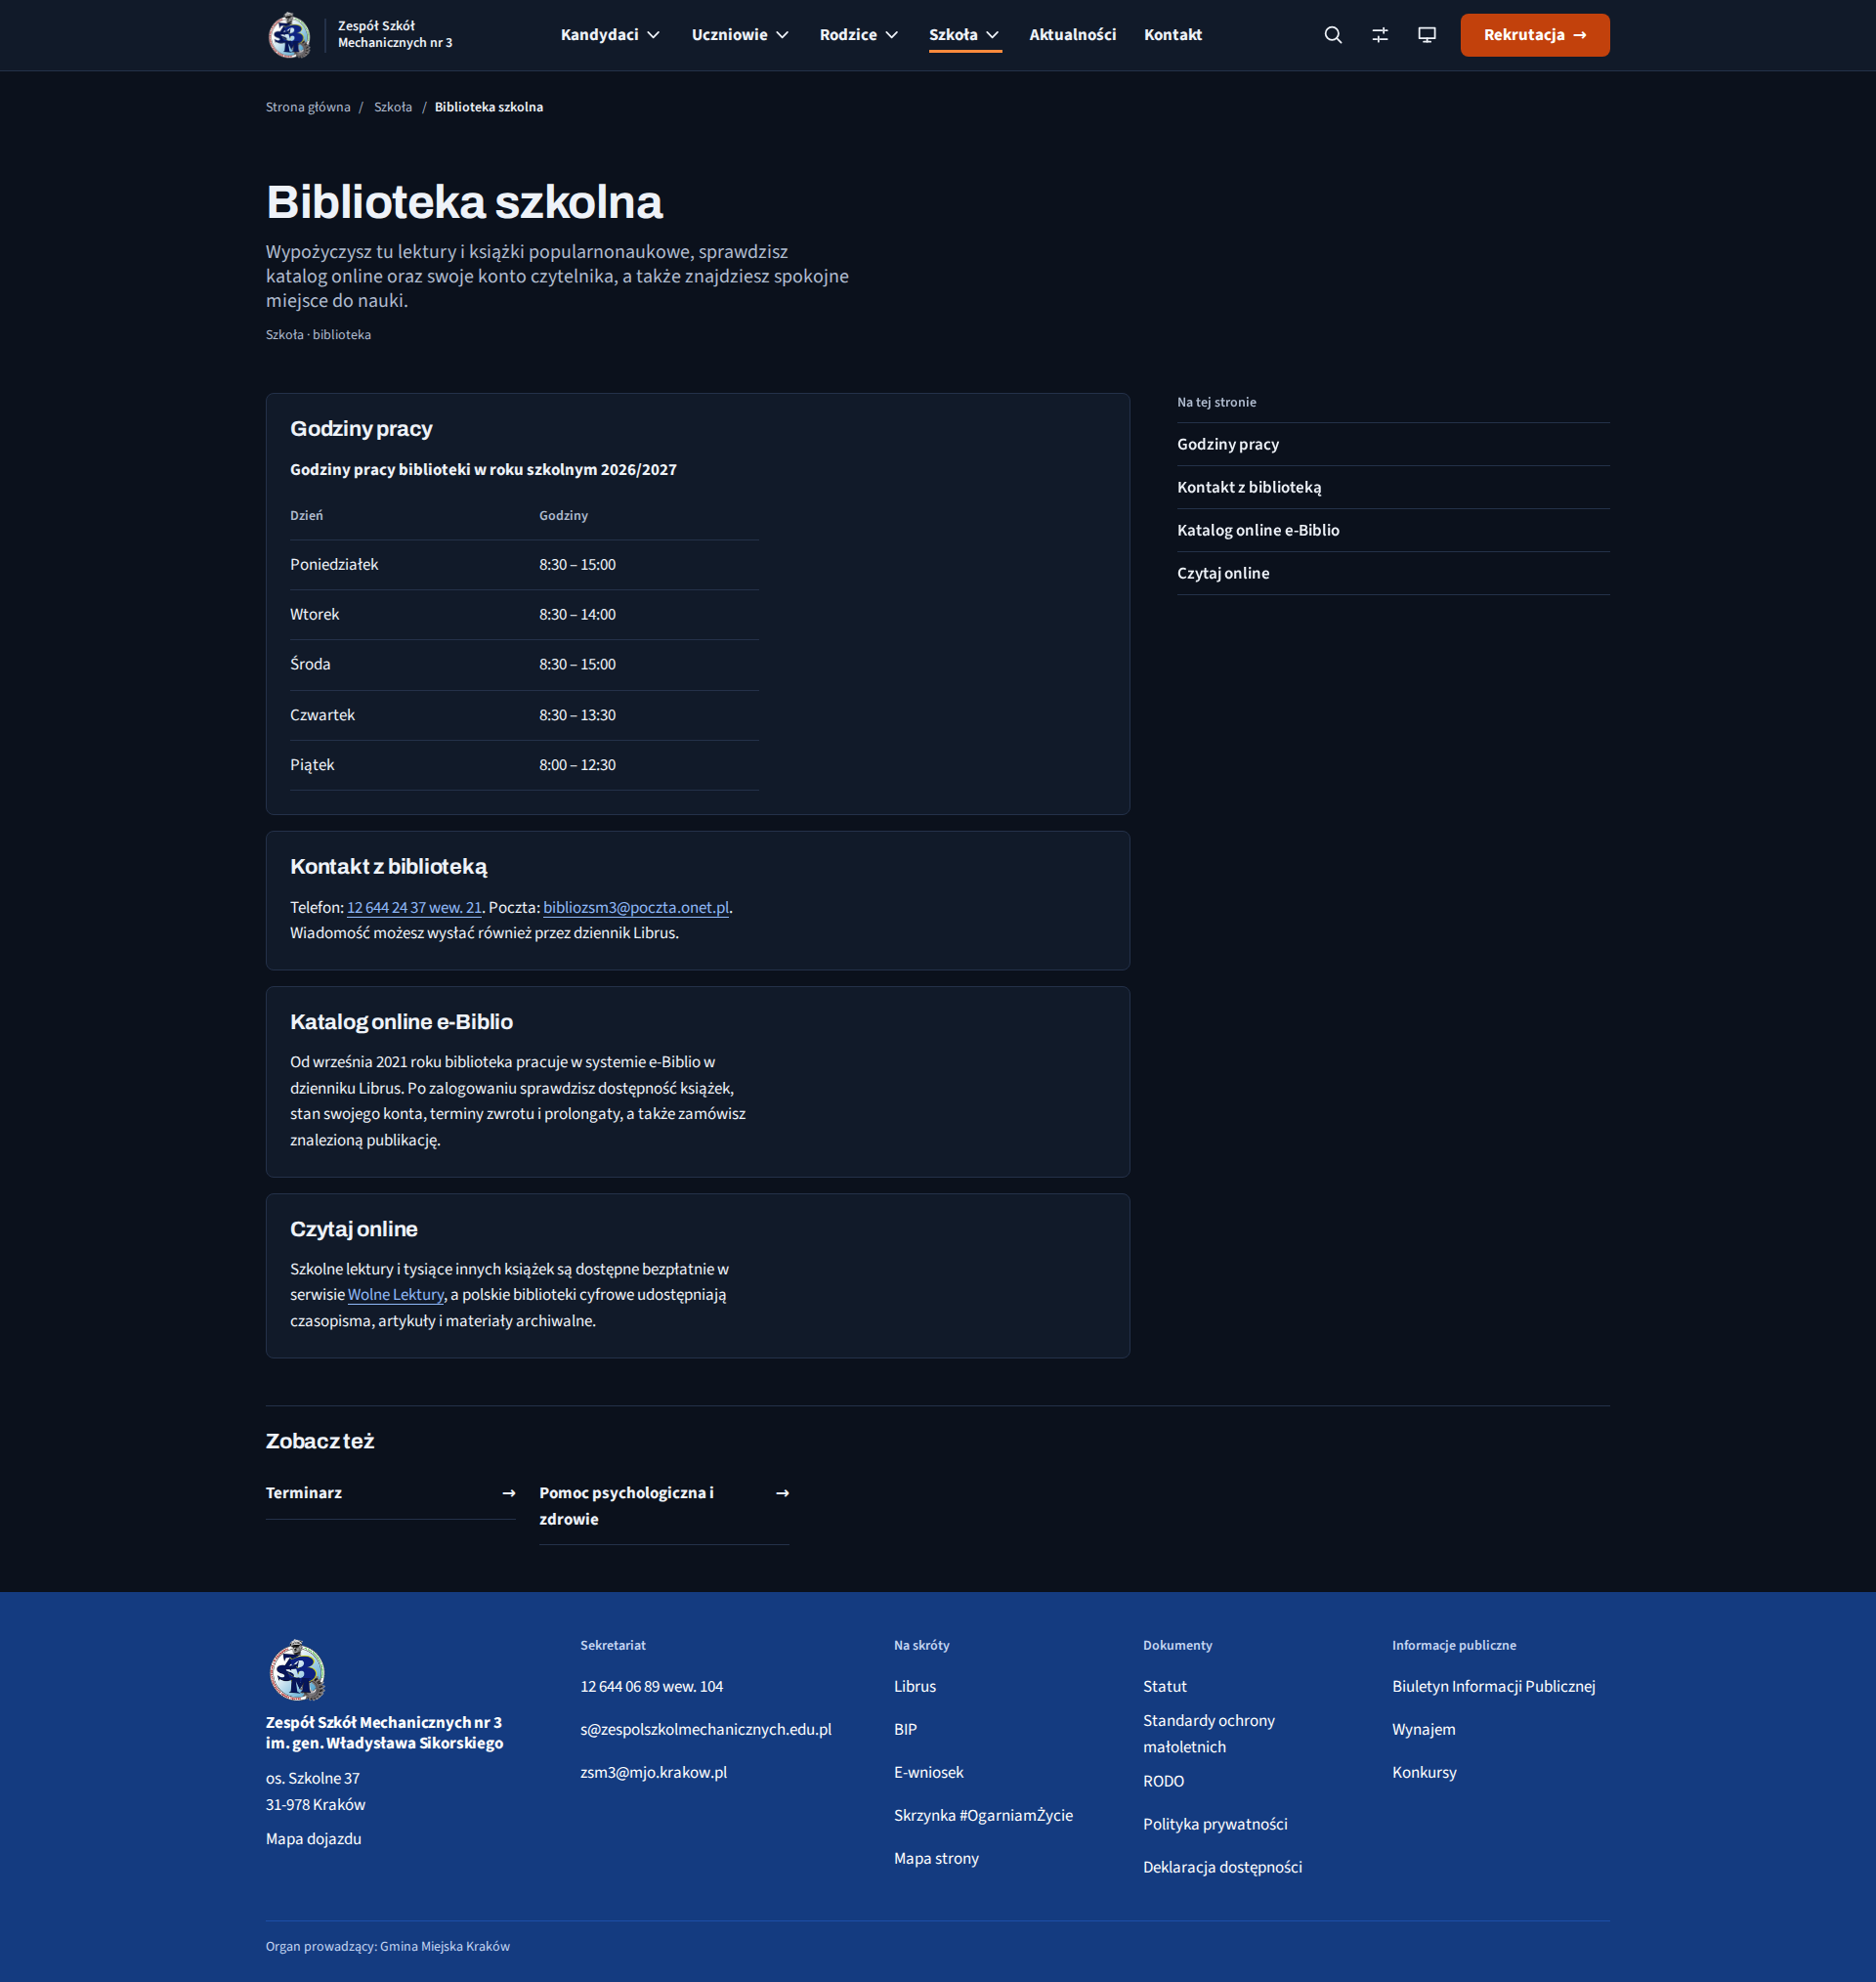 Zespół Szkół
Mechanicznych nr 3
Kandydaci
Uczniowie
Rodzice
Szkoła
Aktualności
Kontakt
Rekrutacja →
Strona główna / Szkoła / Biblioteka szkolna
Biblioteka szkolna
Wypożyczysz tu lektury i książki popularnonaukowe, sprawdzisz
katalog online oraz swoje konto czytelnika, a także znajdziesz spokojne
miejsce do nauki.
Szkoła · biblioteka
Godziny pracy
Godziny pracy biblioteki w roku szkolnym 2026/2027
Dzień Godziny
Poniedziałek 8:30 – 15:00
Wtorek 8:30 – 14:00
Środa 8:30 – 15:00
Czwartek 8:30 – 13:30
Piątek 8:00 – 12:30
Kontakt z biblioteką
Telefon: 12 644 24 37 wew. 21. Poczta: bibliozsm3@poczta.onet.pl.
Wiadomość możesz wysłać również przez dziennik Librus.
Katalog online e-Biblio
Od września 2021 roku biblioteka pracuje w systemie e-Biblio w
dzienniku Librus. Po zalogowaniu sprawdzisz dostępność książek,
stan swojego konta, terminy zwrotu i prolongaty, a także zamówisz
znalezioną publikację.
Czytaj online
Szkolne lektury i tysiące innych książek są dostępne bezpłatnie w
serwisie Wolne Lektury, a polskie biblioteki cyfrowe udostępniają
czasopisma, artykuły i materiały archiwalne.
Na tej stronie
Godziny pracy
Kontakt z biblioteką
Katalog online e-Biblio
Czytaj online
Zobacz też
Terminarz →
Pomoc psychologiczna i →
zdrowie
Zespół Szkół Mechanicznych nr 3
im. gen. Władysława Sikorskiego
os. Szkolne 37
31-978 Kraków
Mapa dojazdu
Sekretariat
12 644 06 89 wew. 104
s@zespolszkolmechanicznych.edu.pl
zsm3@mjo.krakow.pl
Na skróty
Librus
BIP
E-wniosek
Skrzynka #OgarniamŻycie
Mapa strony
Dokumenty
Statut
Standardy ochrony
małoletnich
RODO
Polityka prywatności
Deklaracja dostępności
Informacje publiczne
Biuletyn Informacji Publicznej
Wynajem
Konkursy
Organ prowadzący: Gmina Miejska Kraków